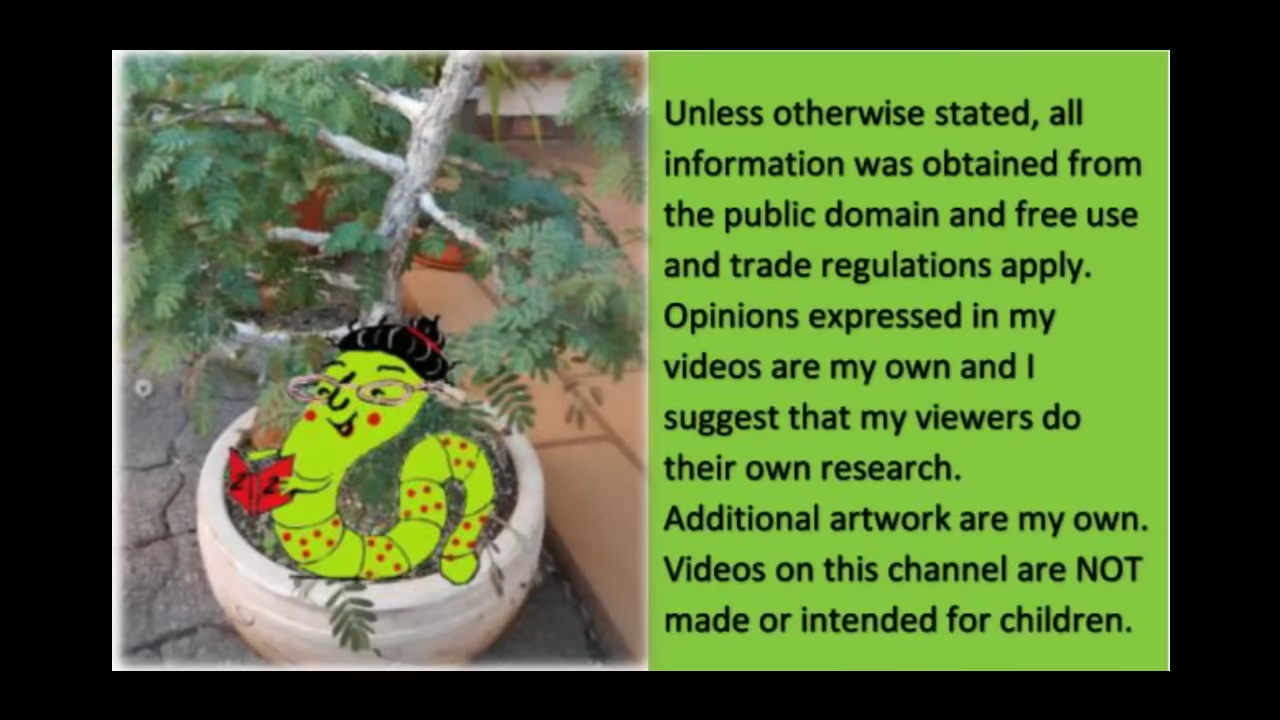 Unless otherwise stated, all
information was obtained from
the public domain and free use
and trade regulations apply.
Opinions expressed in my
videos are my own and I
suggest that my viewers do
their own research.
Additional artwork are my own.
Videos on this channel are NOT
made or intended for children.